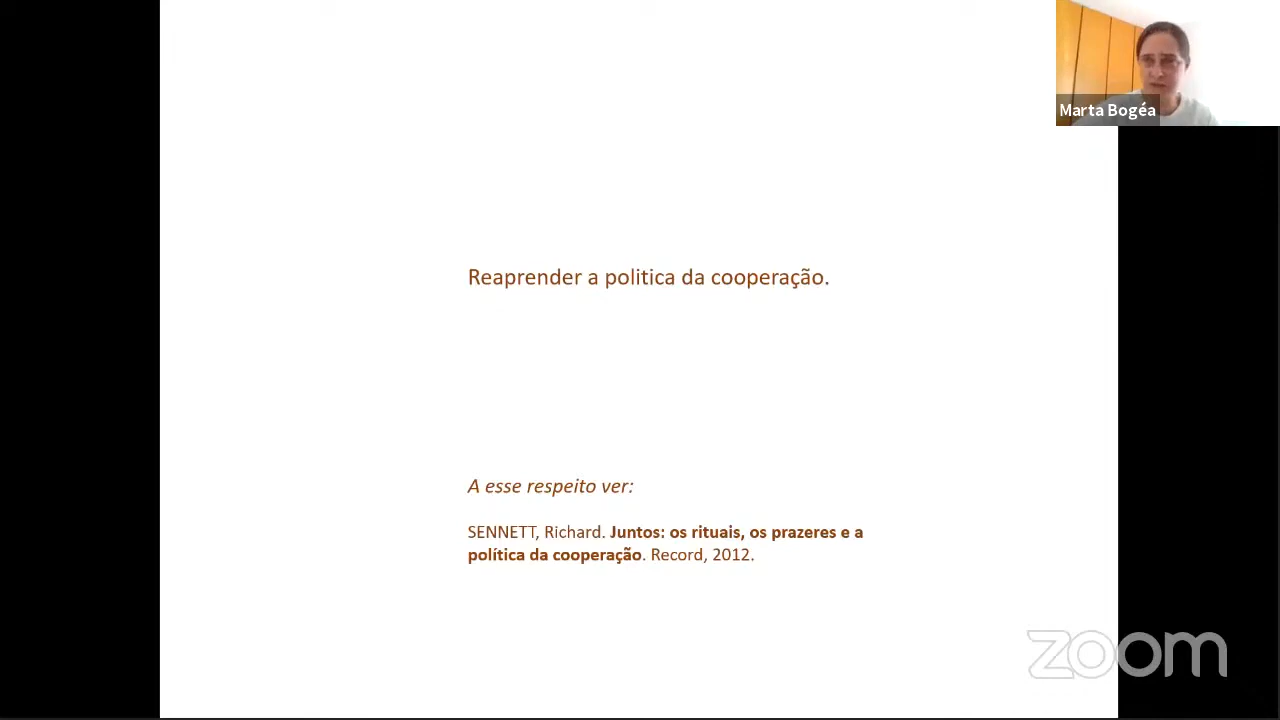 Marta Bogéa
Reaprender a politica da cooperação.
A esse respeito ver:
SENNETT, Richard. Juntos: os rituais, os prazeres e a
política da cooperação. Record, 2012.
zoom